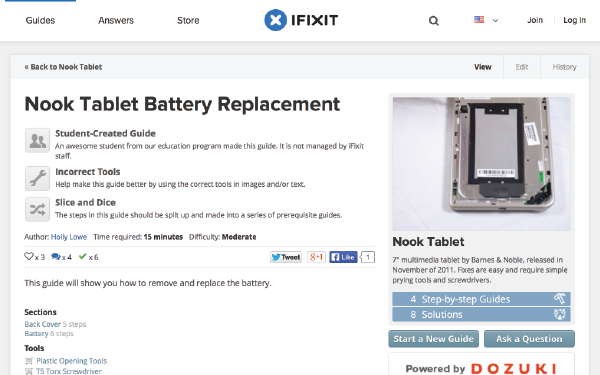 Guides
Answers
Store
IFIXIT
Join
Log In
« Back to Nook Tablet
View
Edit
History
Nook Tablet Battery Replacement
Student-Created Guide
An awesome student from our education program made this guide. It is not managed by iFixit
staff.
Incorrect Tools
Help make this guide better by using the correct tools in images and/or text.
Slice and Dice
The steps in this guide should be split up and made into a series of prerequisite guides.
Author: Holly Lowe Time required: 15 minutes Difficulty: Moderate
x 3 x 4 x 6
Tweet
g+1
Like
1
This guide will show you how to remove and replace the battery.
Sections
Back Cover 5 steps
Battery 6 steps
Tools
Plastic Opening Tools
T5 Torx Screwdriver
Nook Tablet
7" multimedia tablet by Barnes & Noble, released in
November of 2011. Fixes are easy and require simple
prying tools and screwdrivers.
4 Step-by-step Guides
8 Solutions
Start a New Guide
Ask a Question
Powered by DOZUKI